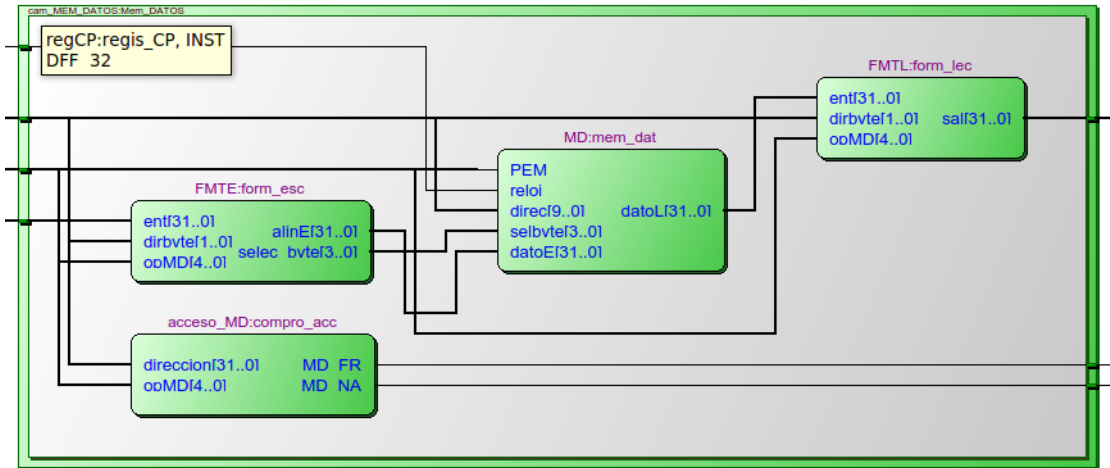 cam_MEM_DATOS:Mem_DATOS
regCP:regis_CP, INST
DFF 32
FMTL:form_lec
ent[31..0]
dirbyte[1..0] sal[31..0]
opMD[4..0]
MD:mem_dat
PEM
reloj
direc[9..0] datoL[31..0]
selbyte[3..0]
datoE[31..0]
FMTE:form_esc
ent[31..0]
alinE[31..0]
dirbyte[1..0]
selec_byte[3..0]
opMD[4..0]
acceso_MD:compro_acc
direccion[31..0] MD_FR
opMD[4..0] MD_NA